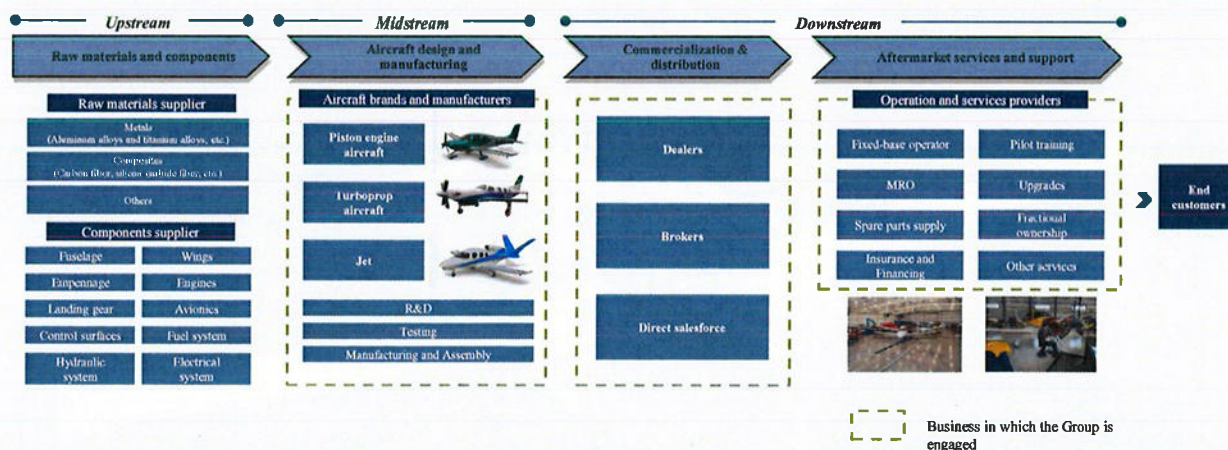 Upstream
Midstream
Downstream
Raw materials and components
Aircraft design and
manufacturing
Commercialization &
distribution
Aftermarket services and support
Raw materials supplier
Metals
(Aluminum alloys and titanium alloys, etc.)
Composites
(Carbon fiber, silicon carbide fiber, etc.)
Others
Components supplier
Fuselage
Wings
Empennage
Engines
Landing gear
Avionics
Control surfaces
Fuel system
Hydraulic
system
Electrical
system
Aircraft brands and manufacturers
Piston engine
aircraft
Turboprop
aircraft
Jet
R&D
Testing
Manufacturing and Assembly
Dealers
Brokers
Direct salesforce
Operation and services providers
Fixed-base operator
Pilot training
MRO
Upgrades
Spare parts supply
Fractional
ownership
Insurance and
Financing
Other services
End
customers
Business in which the Group is
engaged